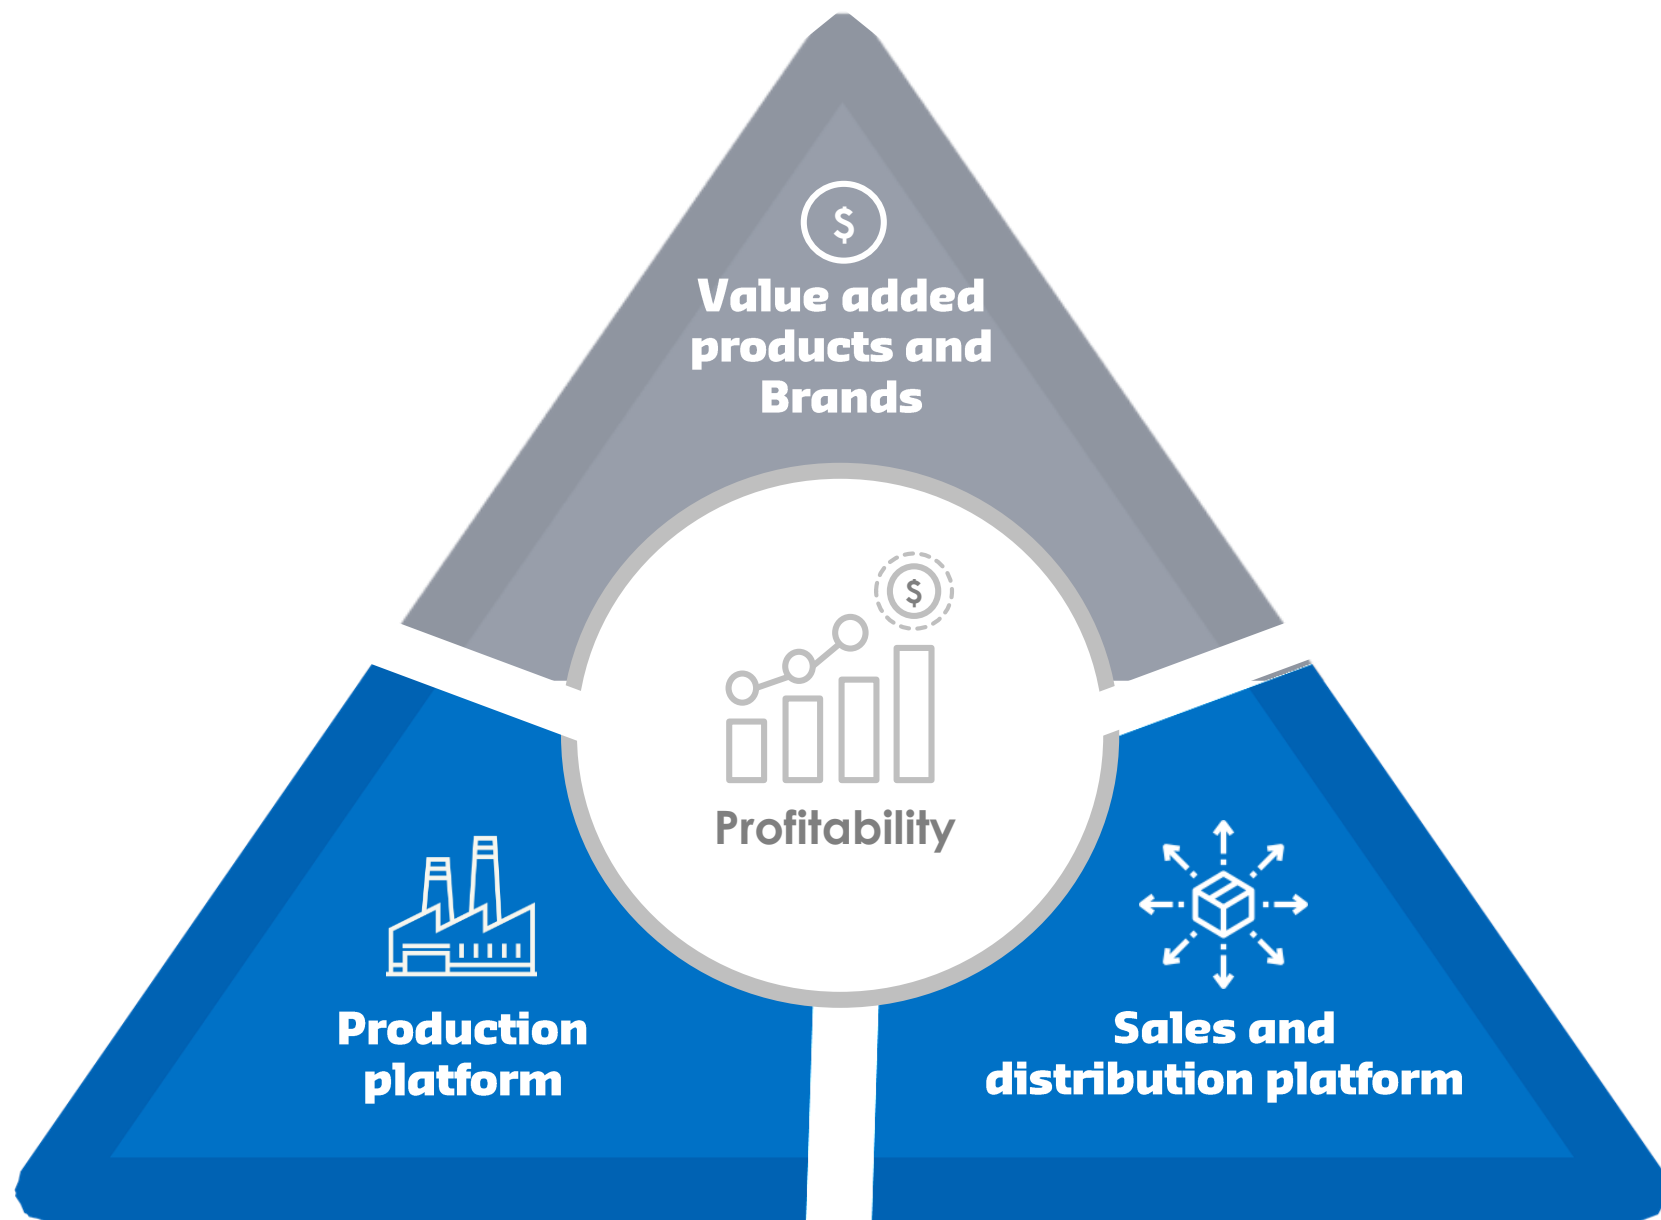 $
Value added
products and
Brands
$
Profitability
Production
platform
Sales and
distribution platform